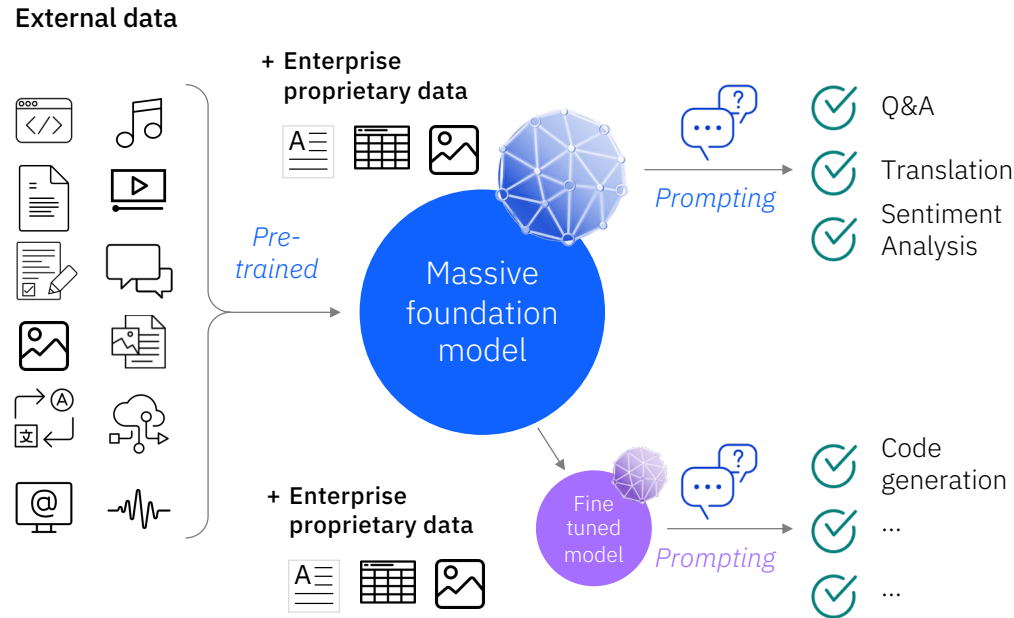 External data
+ Enterprise
proprietary data
</>
A
Pre-
trained
Massive
foundation
model
?
...
Prompting
Q&A
Translation
Sentiment
Analysis
A
文
@
+ Enterprise
proprietary data
A
Fine
tuned
model
?
...
Prompting
Code
generation
...
...